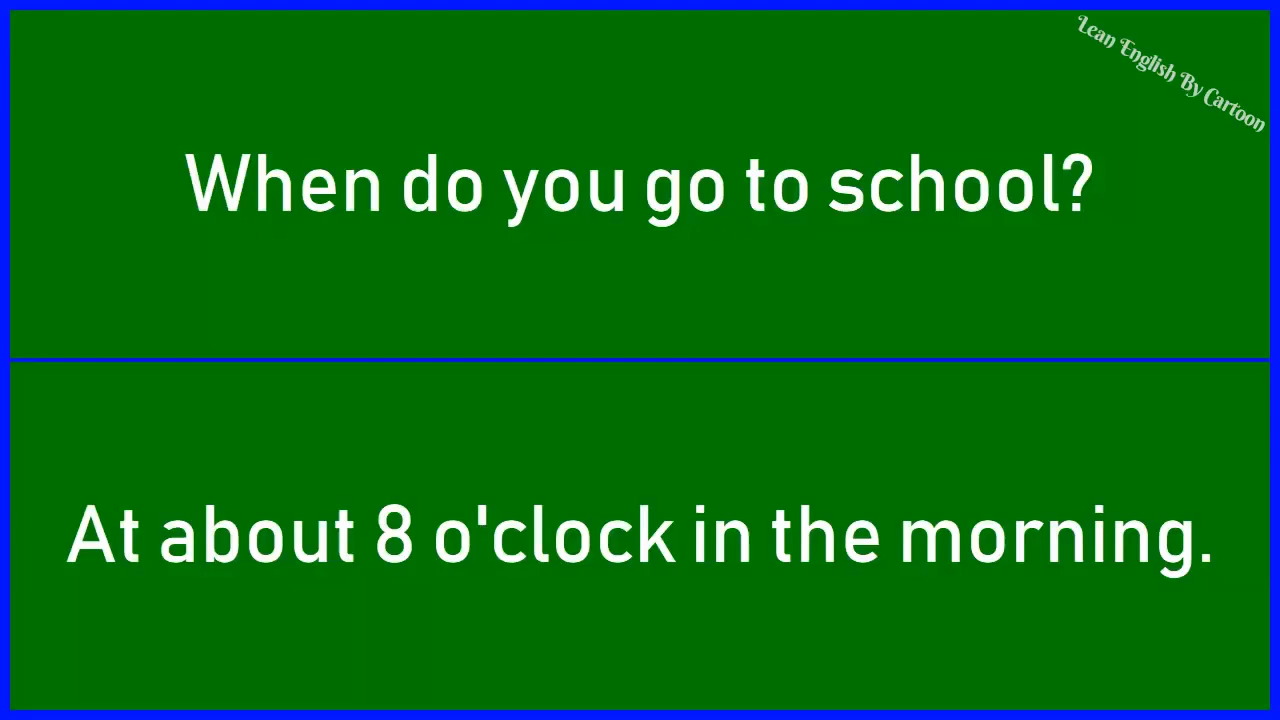 Lean English By Cartoon
When do you go to school?
At about 8 o'clock in the morning.